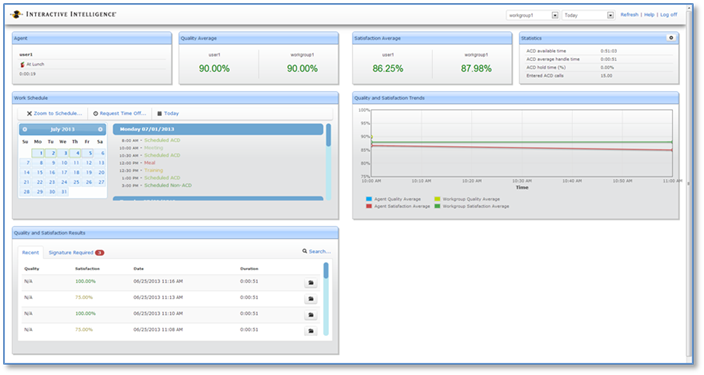 INTERACTIVE INTELLIGENCE
workgroup1 Today Refresh | Help | Log off
Agent
user1
At Lunch
0:00:18
Quality Average
user1 workgroup1
90.00% 90.00%
Satisfaction Average
user1 workgroup1
86.25% 87.98%
Statistics
ACD available time 0:01:03
ACD average handle time 0:00:51
ACD hold time (%) 0.00%
Entered ACD calls 15.00
Work Schedule
Zoom to Schedule... Request Time Off... Today
July 2013
Su Mo Tu We Th Fr Sa
1 2 3 4 5 6
7 8 9 10 11 12 13
14 15 16 17 18 19 20
21 22 23 24 25 26 27
28 29 30 31
Monday 07/01/2013
8:00 AM - Scheduled ACD
10:00 AM - Morning
10:30 AM - Scheduled ACD
12:00 PM - Meal
12:30 PM - Training
1:00 PM - Scheduled ACD
5:00 PM - Scheduled Non-ACD
Quality and Satisfaction Trends
100%
95%
90%
85%
75%
10:00 AM 10:10 AM 10:20 AM 10:30 AM 10:40 AM 10:50 AM 11:00 AM
Time
Agent Quality Average Workgroup Quality Average
Agent Satisfaction Average Workgroup Satisfaction Average
Quality and Satisfaction Results
Recent Signature Required 3 Search...
Quality Satisfaction Date Duration
N/A 100.00% 06/25/2013 11:16 AM 0:00:51
N/A 75.00% 06/25/2013 11:13 AM 0:00:51
N/A 100.00% 06/25/2013 11:10 AM 0:00:51
N/A 75.00% 06/25/2013 11:08 AM 0:00:51